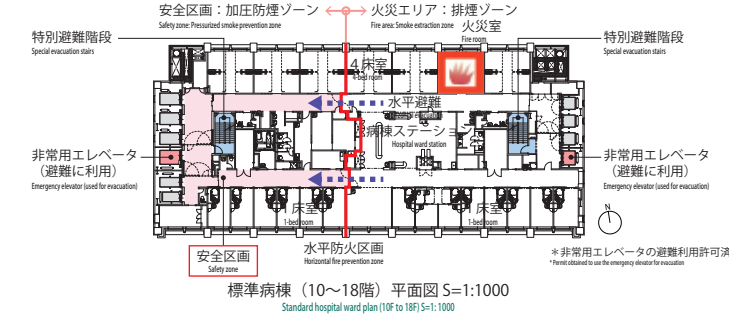 安全区画：加圧防煙ゾーン
Safety zone: Pressurized smoke prevention zone
火災エリア：排煙ゾーン
Fire area: Smoke extraction zone
火災室
Fire room
特別避難階段
Special evacuation stairs
特別避難階段
Special evacuation stairs
4床室
4-bed room
水平避難
病棟ステーション
Hospital ward station
非常用エレベータ
（避難に利用）
Emergency elevator (used for evacuation)
非常用エレベータ
（避難に利用）
Emergency elevator (used for evacuation)
1床室
1-bed room
1床室
1-bed room
N
安全区画
Safety zone
水平防火区画
Horizontal fire prevention zone
＊非常用エレベータの避難利用許可済
* Permit obtained to use the emergency elevator for evacuation
標準病棟（10〜18階）平面図 S=1:1000
Standard hospital ward plan (10F to 18F) S=1: 1000